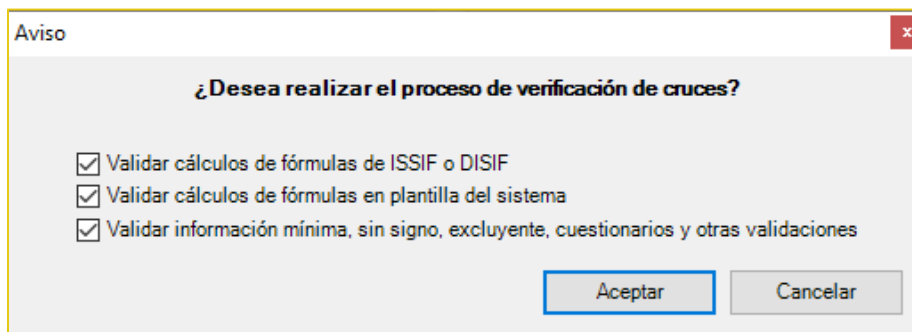 Aviso
x
¿Desea realizar el proceso de verificación de cruces?
Validar cálculos de fórmulas de ISSIF o DISIF
Validar cálculos de fórmulas en plantilla del sistema
Validar información mínima, sin signo, excluyente, cuestionarios y otras validaciones
Aceptar
Cancelar